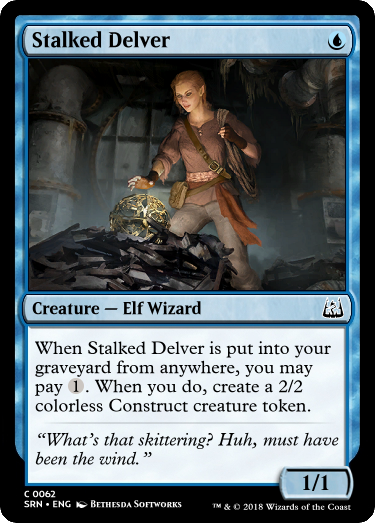 Stalked Delver
Creature — Elf Wizard
When Stalked Delver is put into your
graveyard from anywhere, you may
pay 1. When you do, create a 2/2
colorless Construct creature token.
“What’s that skittering? Huh, must have
been the wind.”
1/1
C 0062
SRN • ENG Bethesda Softworks
™ & © 2018 Wizards of the Coast